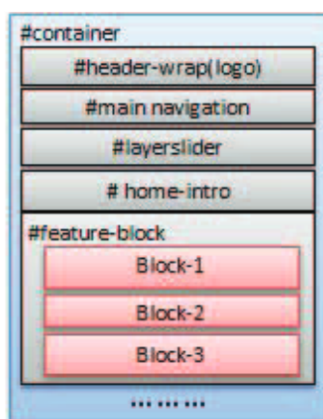 #container
#header-wrap(logo)
#main navigation
#layerslider
# home-intro
#feature-block
Block-1
Block-2
Block-3
... ... ...